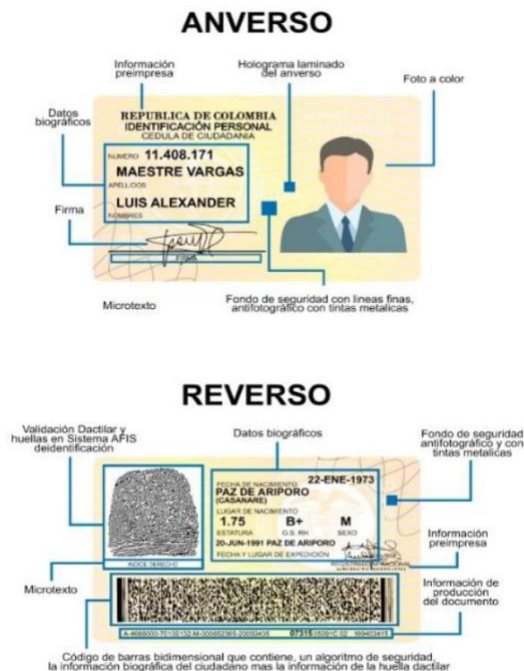 ANVERSO
Información
preimpresa
Holograma laminado
del anverso
Foto a color
Datos
biográficos
REPUBLICA DE COLOMBIA
IDENTIFICACIÓN PERSONAL
CEDULA DE CIUDADANIA
NUMERO 11.408.171
MAESTRE VARGAS
APELLIDOS
LUIS ALEXANDER
NOMBRES
Firma
Microtexto
Fondo de seguridad con lineas finas,
antifotográfico con tintas metalicas
REVERSO
Validación Dactilar y
huellas en Sistema AFIS
deidentificación
Datos biográficos
Fondo de seguridad
antifotográfico y con
tintas metalicas
FECHA DE NACIMIENTO 22-ENE-1973
PAZ DE ARIPORO
(CASANARE)
LUGAR DE NACIMIENTO
1.75 B+ M
ESTATURA G.S. RH SEXO
20-JUN-1991 PAZ DE ARIPORO
FECHA Y LUGAR DE EXPEDICIÓN
REGISTRADOR NACIONAL
INDICE DERECHO
Información
preimpresa
Microtexto
Información de
producción
del documento
Código de barras bidimensional que contiene, un algoritmo de seguridad,
la información biográfica del ciudadano mas la información de la huella dactilar